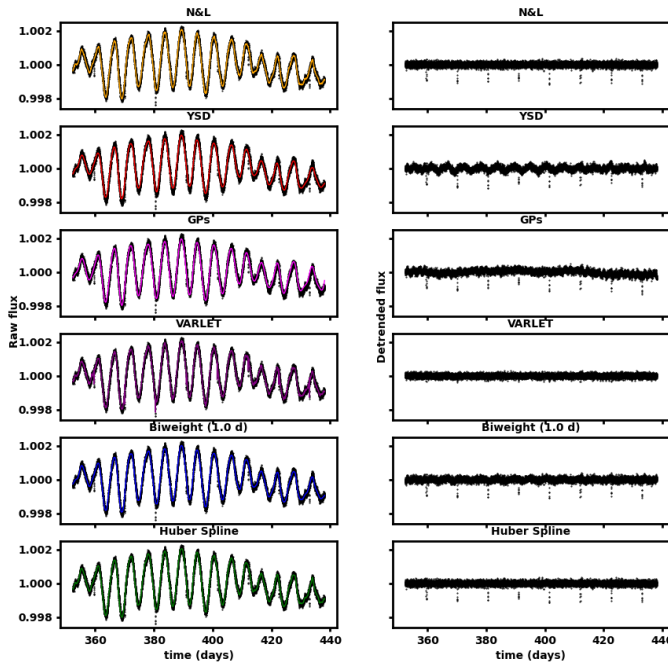 N&L
N&L
1.002
1.000
0.998
YSD
YSD
1.002
1.000
0.998
GPs
GPs
1.002
1.000
0.998
Raw flux
Detrended flux
VARLET
VARLET
1.002
1.000
0.998
Biweight (1.0 d)
Biweight (1.0 d)
1.002
1.000
0.998
Huber Spline
Huber Spline
1.002
1.000
0.998
360 380 400 420 440
360 380 400 420 440
time (days)
time (days)